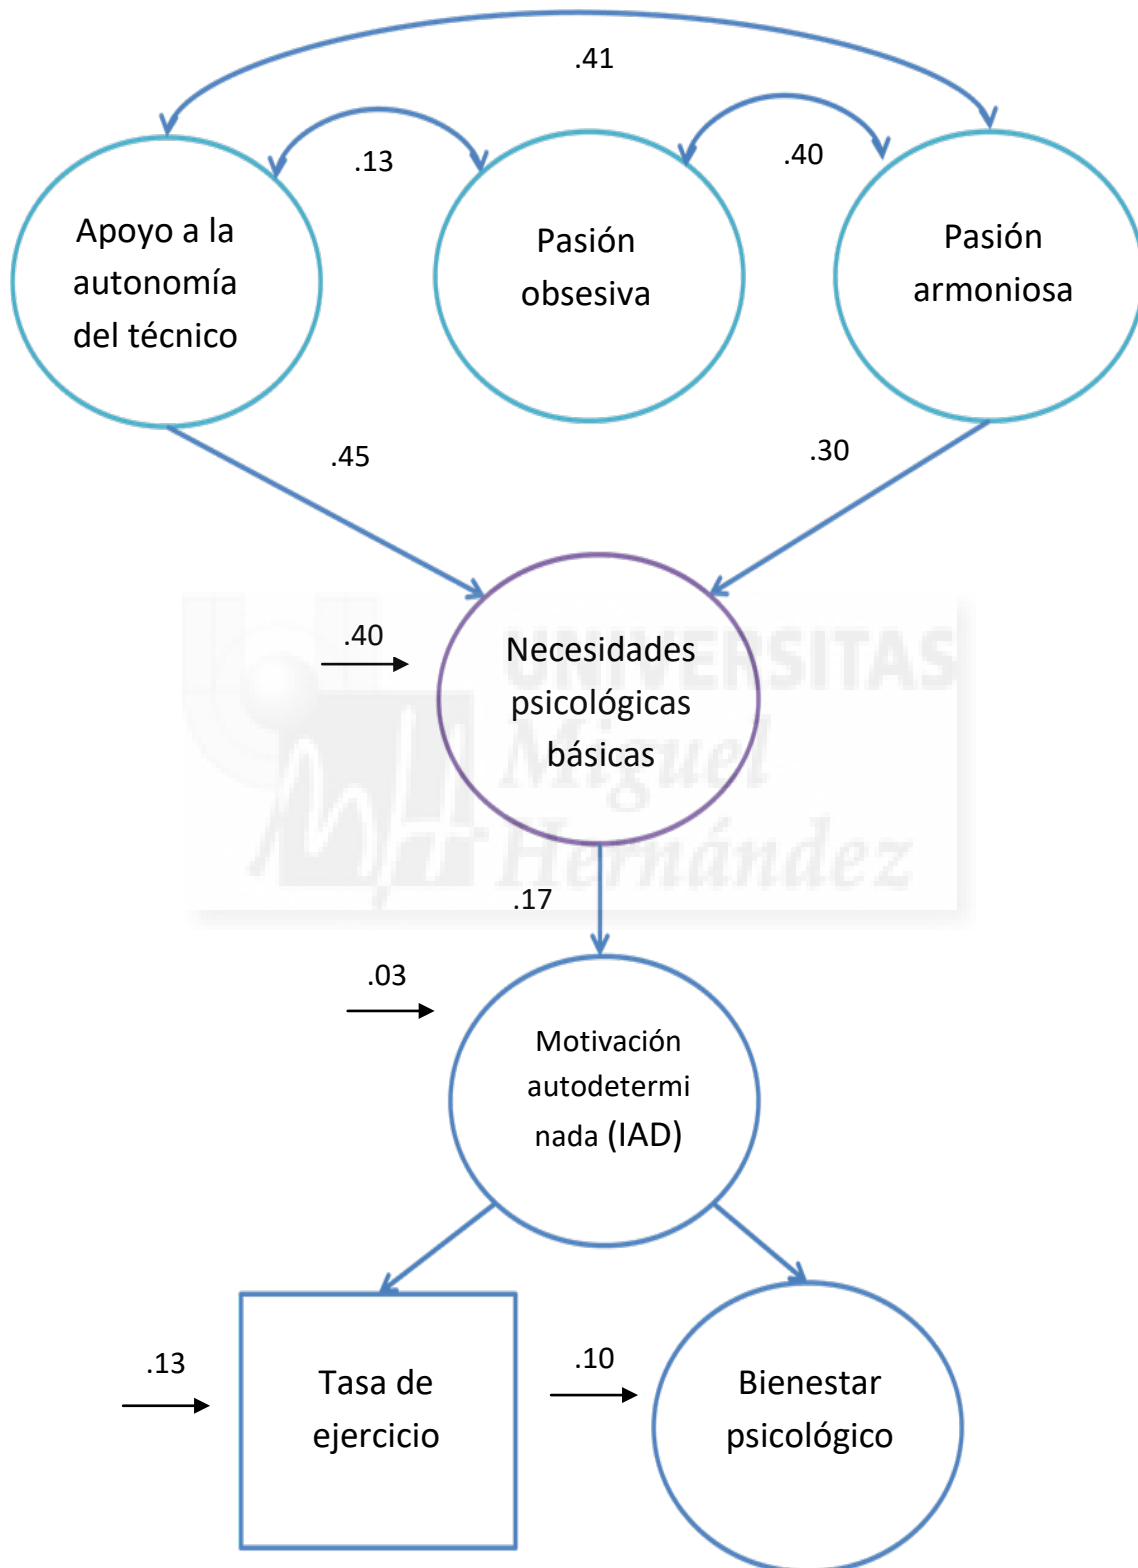 .41
.13
.40
Apoyo a la
autonomía
del técnico
Pasión
obsesiva
Pasión
armoniosa
.45
.30
.40
Necesidades
psicológicas
básicas
UNIVERSITAS
Miguel
Hernández
.17
.03
Motivación
autodetermi
nada (IAD)
.13
Tasa de
ejercicio
.10
Bienestar
psicológico